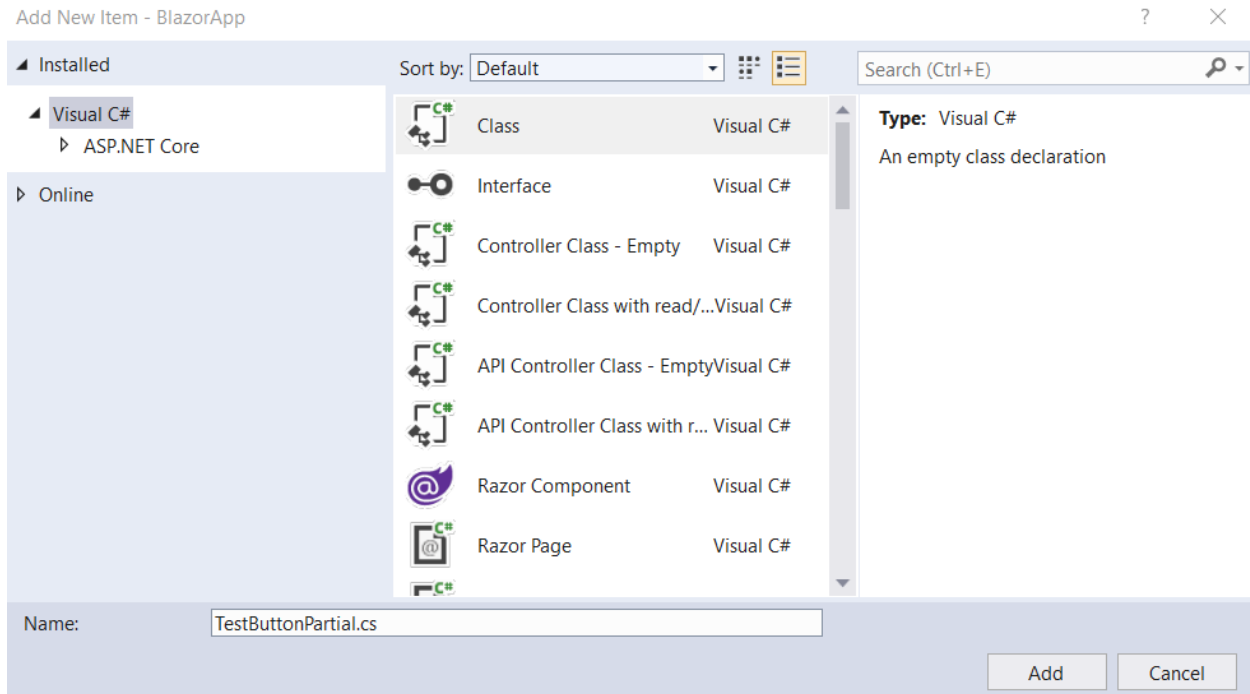 Add New Item - BlazorApp
? ×
Installed
Visual C#
ASP.NET Core
Online
Sort by: Default
Class Visual C#
Interface Visual C#
Controller Class - Empty Visual C#
Controller Class with read/...Visual C#
API Controller Class - EmptyVisual C#
API Controller Class with r... Visual C#
Razor Component Visual C#
Razor Page Visual C#
Search (Ctrl+E)
Type: Visual C#
An empty class declaration
Name: TestButtonPartial.cs
Add Cancel